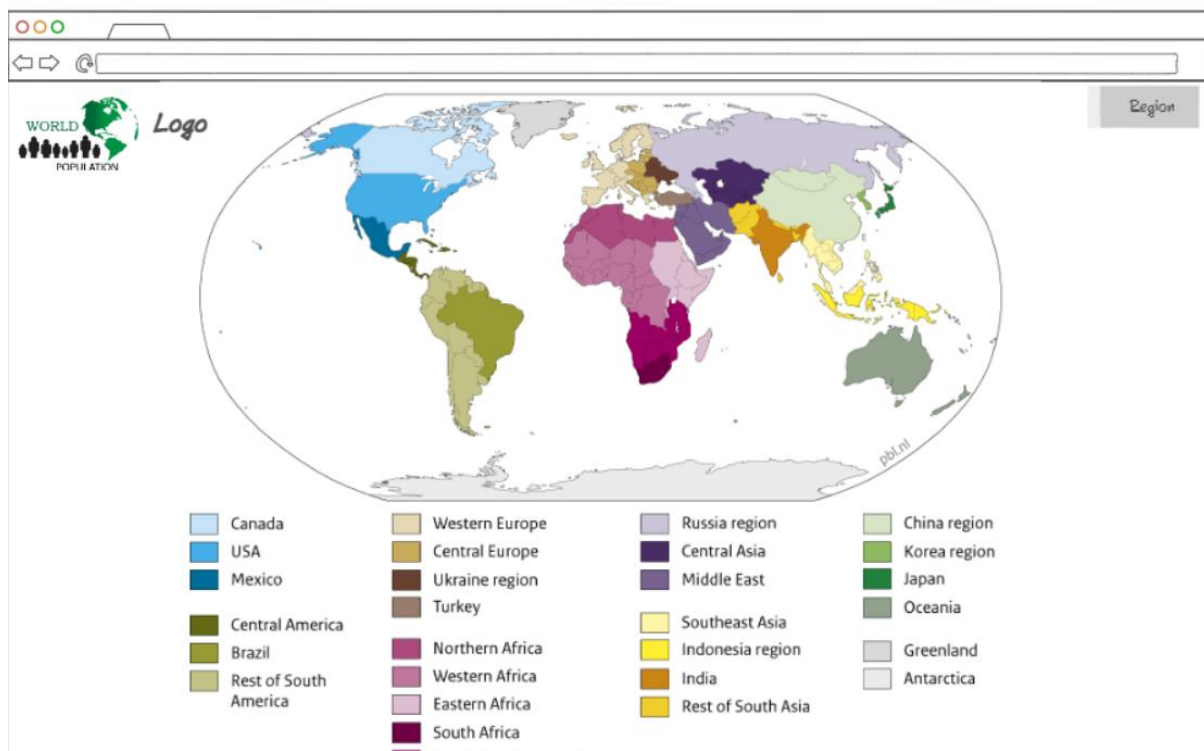 WORLD
POPULATION
Logo
Region
pbl.nl
Canada
USA
Mexico
Central America
Brazil
Rest of South
America
Western Europe
Central Europe
Ukraine region
Turkey
Northern Africa
Western Africa
Eastern Africa
South Africa
Russia region
Central Asia
Middle East
Southeast Asia
Indonesia region
India
Rest of South Asia
China region
Korea region
Japan
Oceania
Greenland
Antarctica